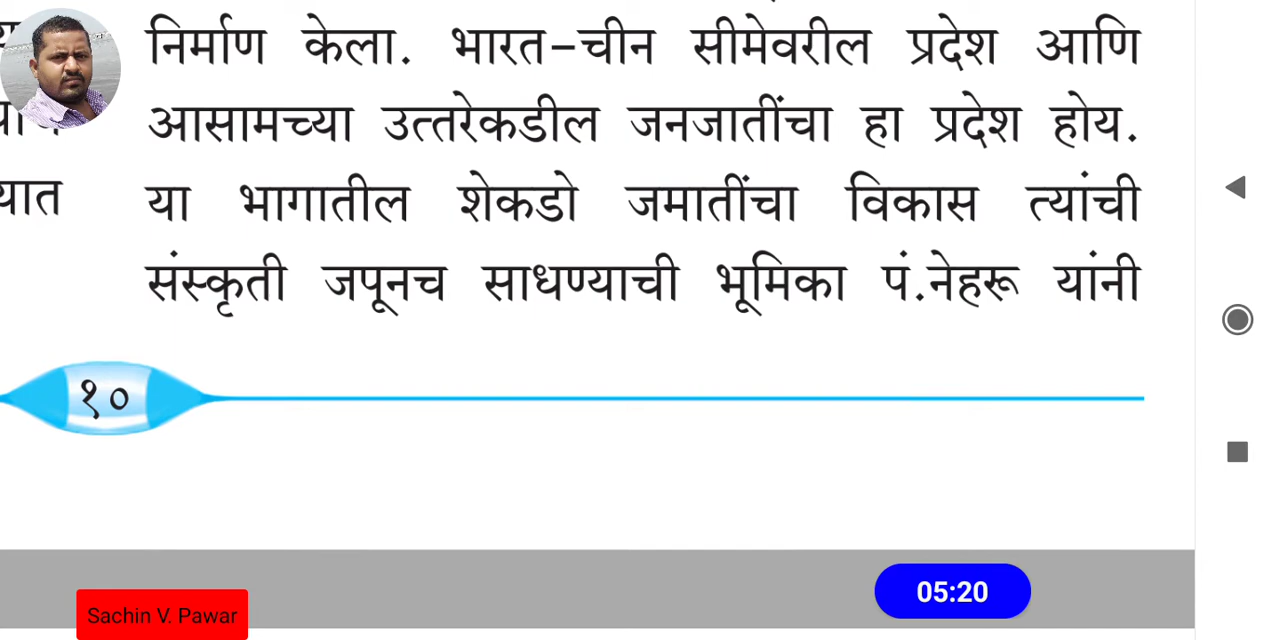 निर्माण केला. भारत–चीन सीमेवरील प्रदेश आणि
आसामच्या उत्तरेकडील जनजातींचा हा प्रदेश होय.
यात
या भागातील शेकडो जमातींचा विकास त्यांची
संस्कृती जपूनच साधण्याची भूमिका पं.नेहरू यांनी
१०
05:20
Sachin V. Pawar